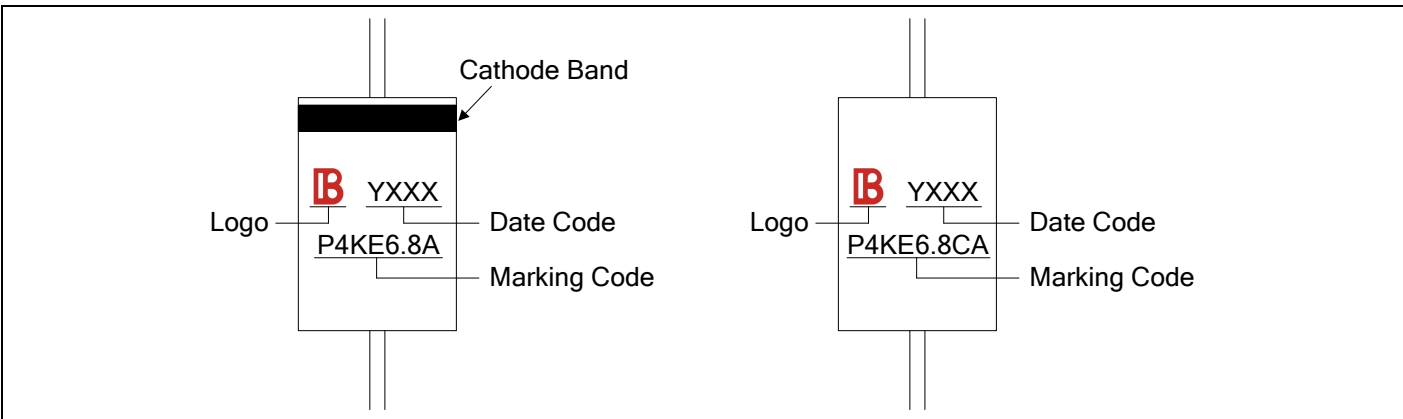 Cathode Band
B YXXX
Logo
Date Code
P4KE6.8A
Marking Code
B YXXX
Logo
Date Code
P4KE6.8CA
Marking Code